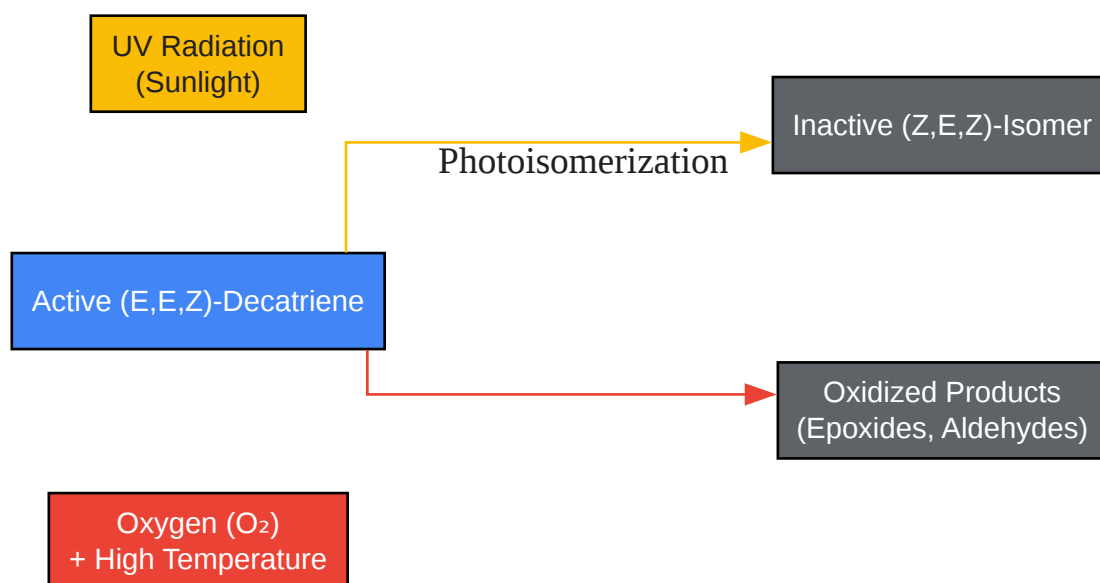 UV Radiation
(Sunlight)
Inactive (Z,E,Z)-Isomer
Photoisomerization
Active (E,E,Z)-Decatriene
Oxidized Products
(Epoxides, Aldehydes)
Oxygen (O₂)
+ High Temperature